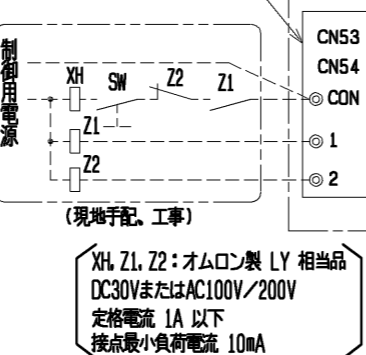 制御用電源
CN53
CN54
XH SW Z2 Z1 CON
Z1 1
Z2 2
(現地手配、工事)
XH, Z1, Z2：オムロン製 LY 相当品
DC30VまたはAC100V／200V
定格電流 1A 以下
接点最小負荷電流 10mA